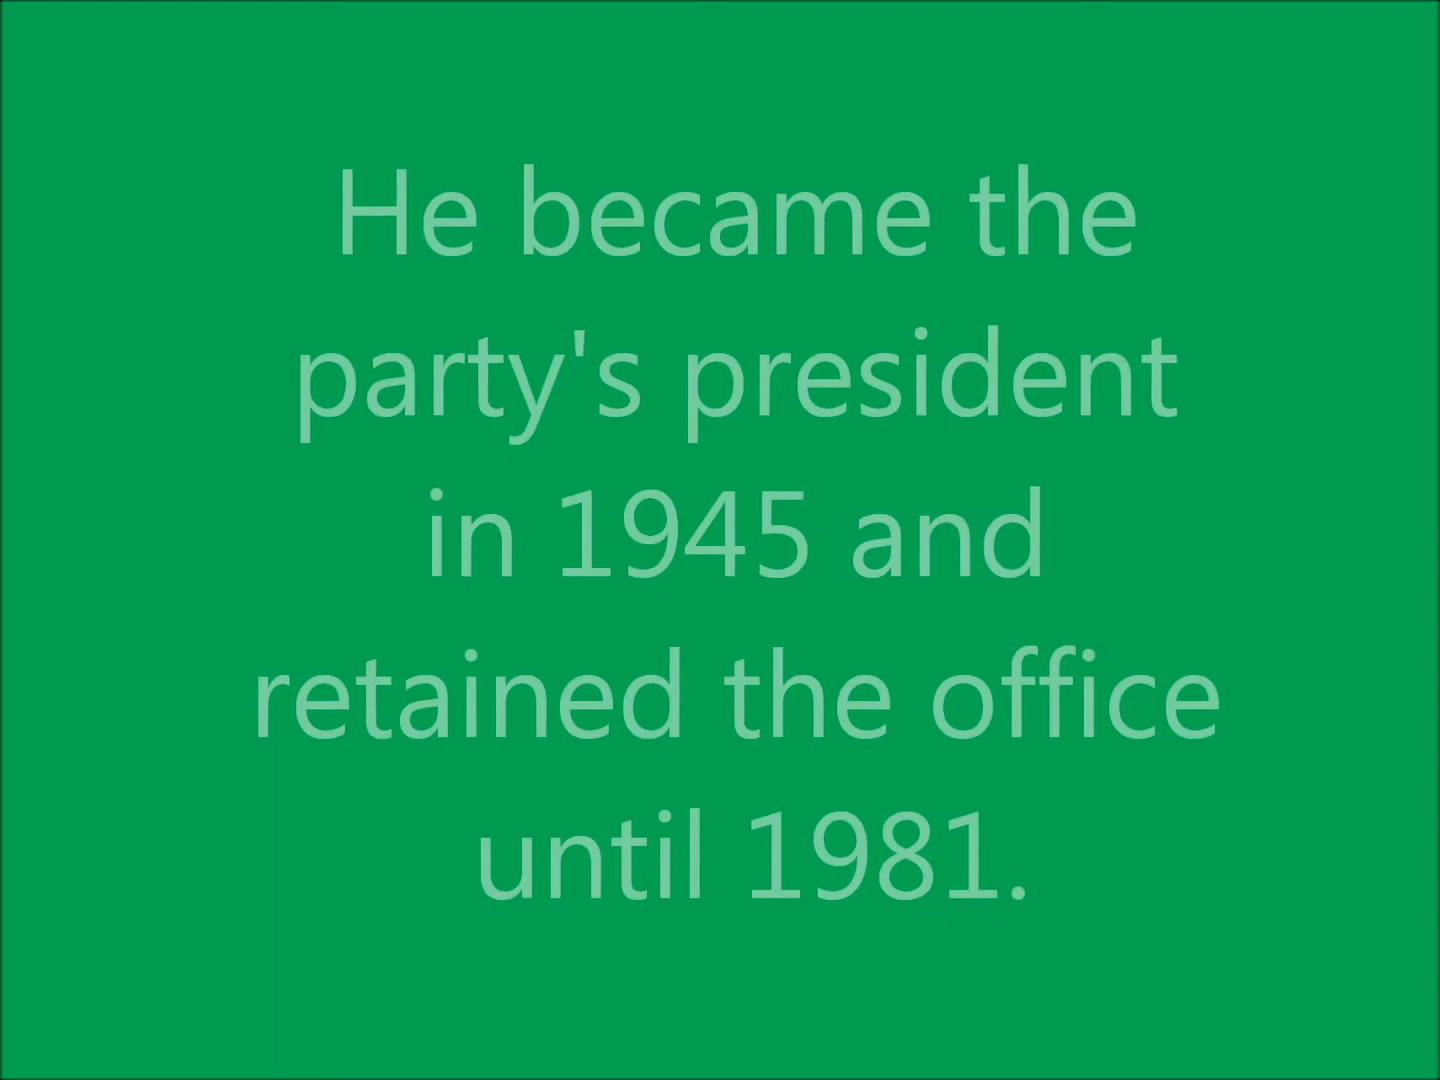 He became the
party's president
in 1945 and
retained the office
until 1981.